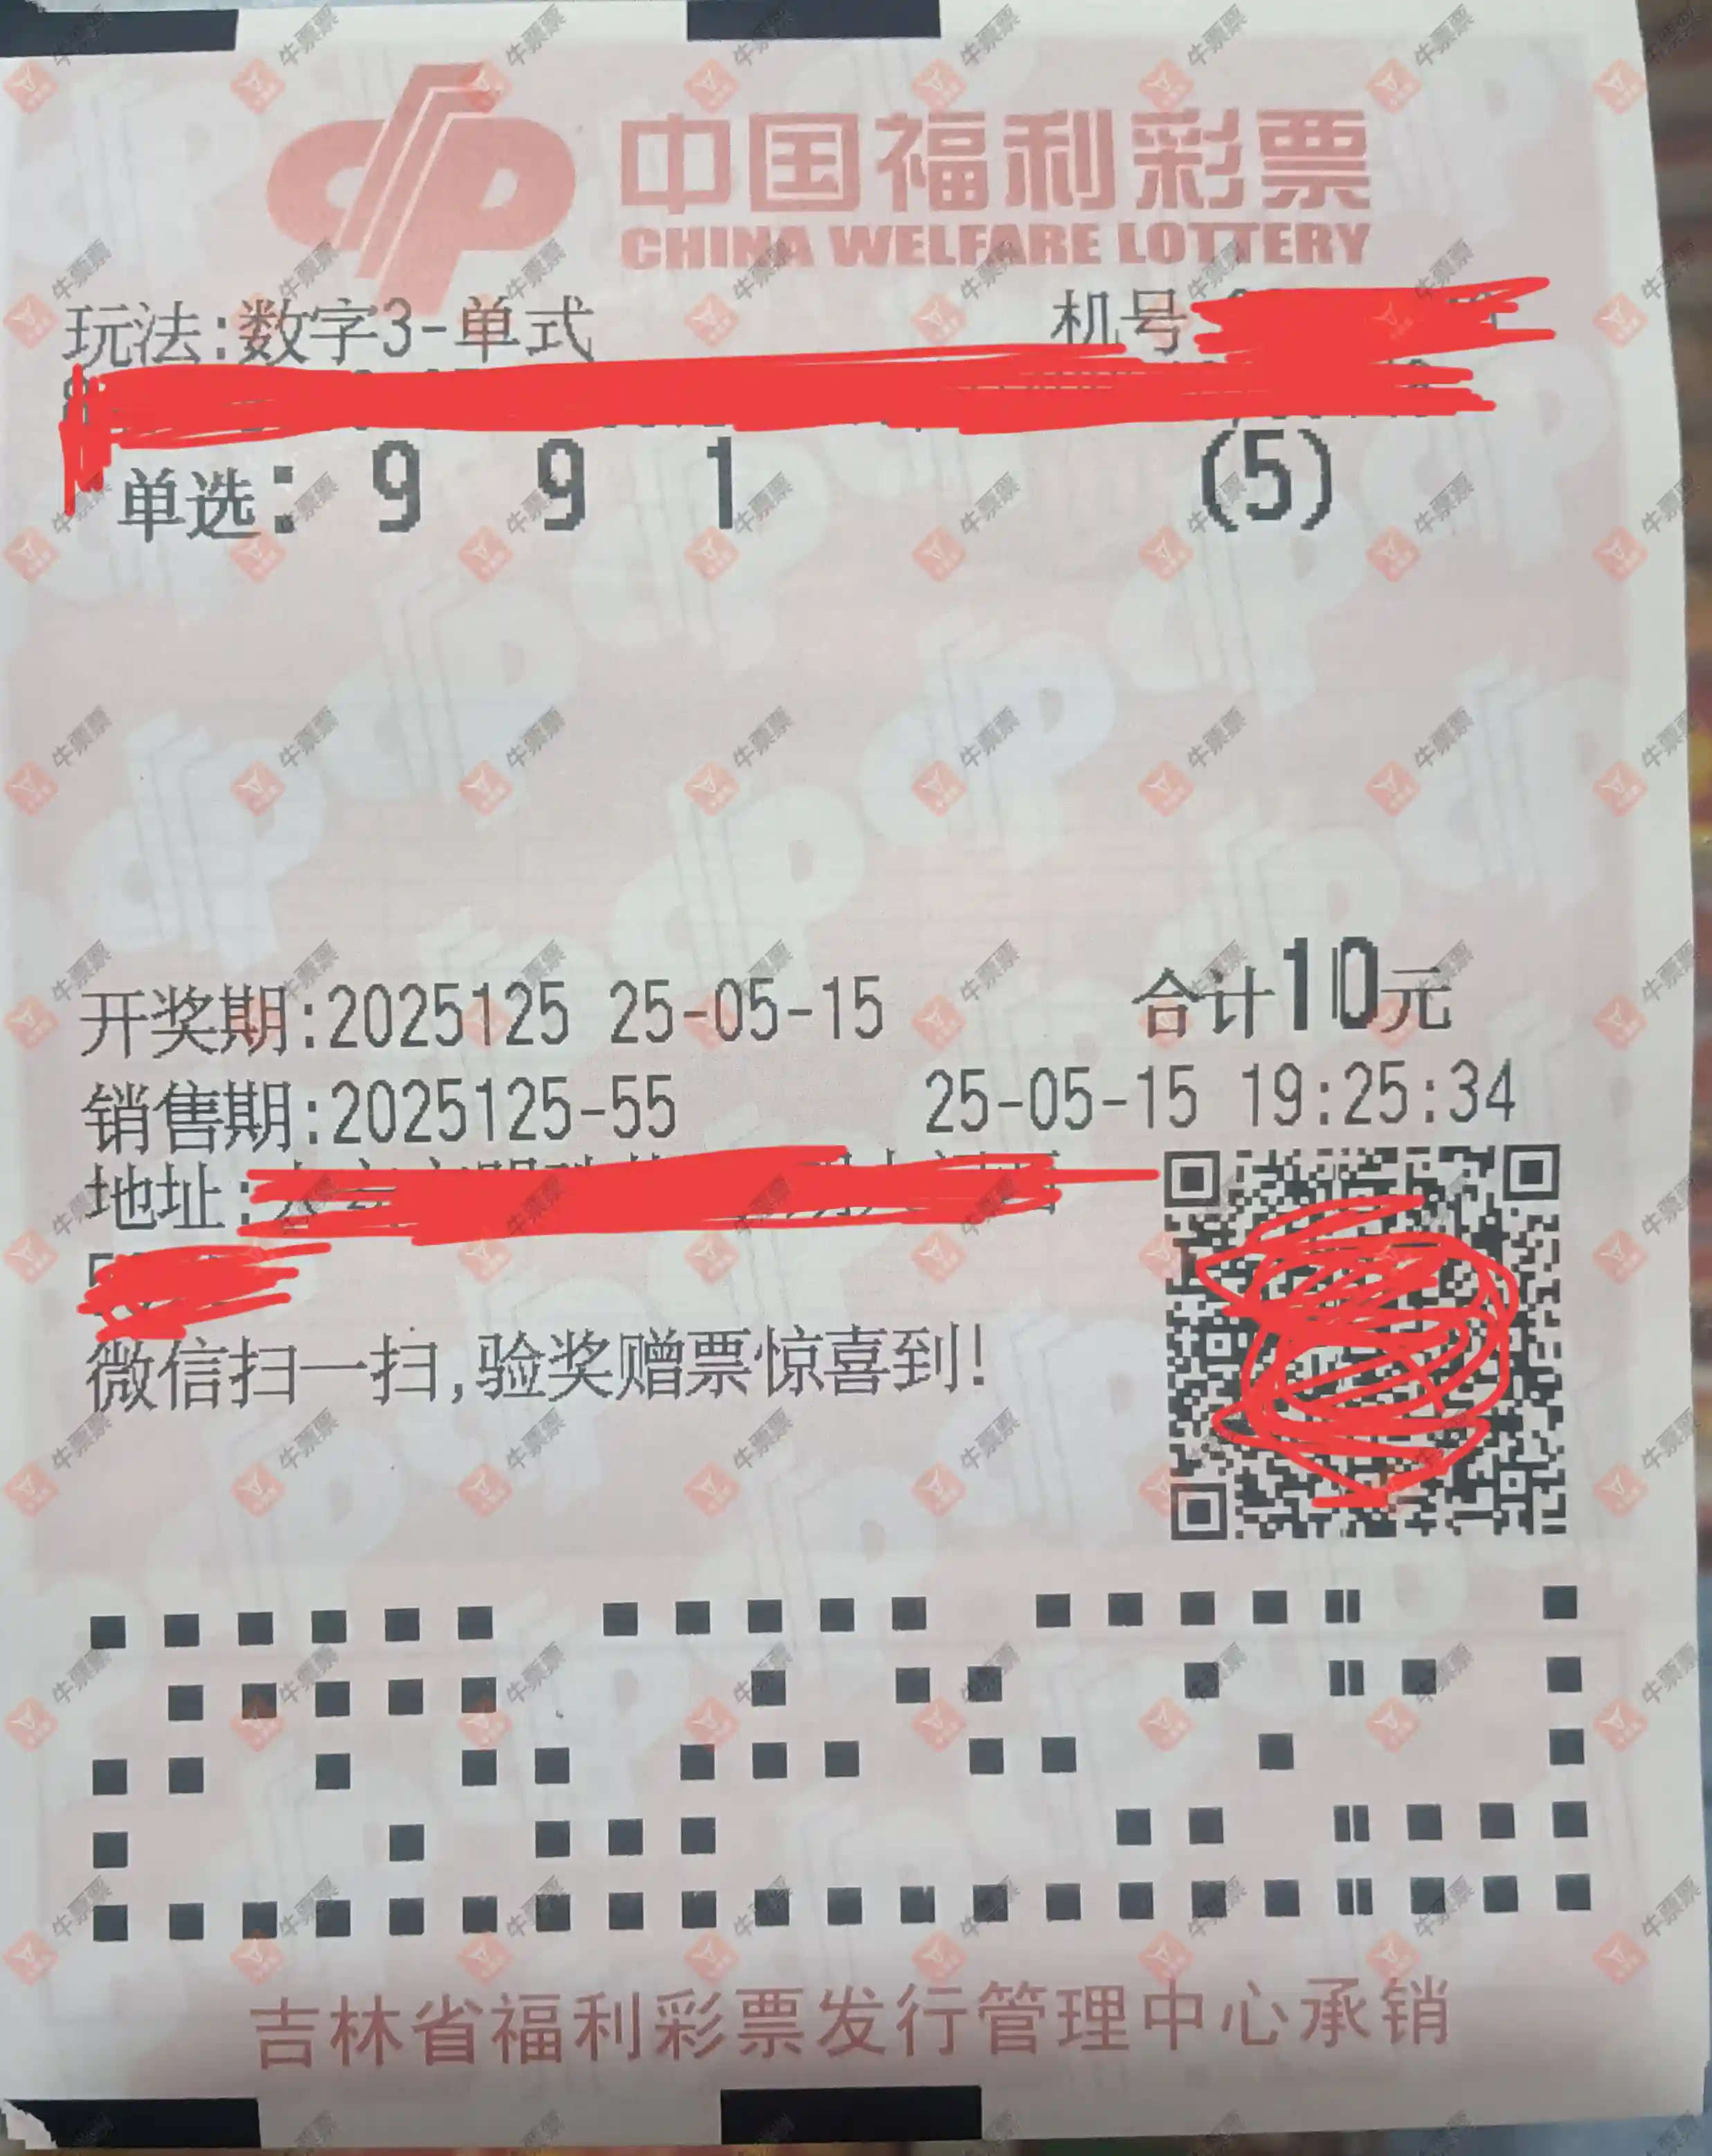 中国福利彩票
CHINA WELFARE LOTTERY
玩法:数字3-单式 机号
单选: 9 9 1 (5)
开奖期:2025125 25-05-15 合计10元
销售期:2025125-55 25-05-15 19:25:34
地址:
微信扫一扫,验奖赠票惊喜到!
吉林省福利彩票发行管理中心承销
牛票票